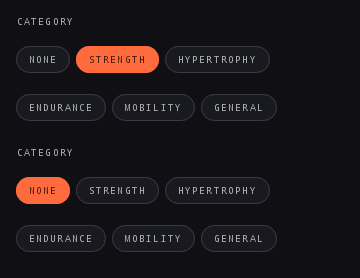 CATEGORY
NONE STRENGTH HYPERTROPHY
ENDURANCE MOBILITY GENERAL
CATEGORY
NONE STRENGTH HYPERTROPHY
ENDURANCE MOBILITY GENERAL